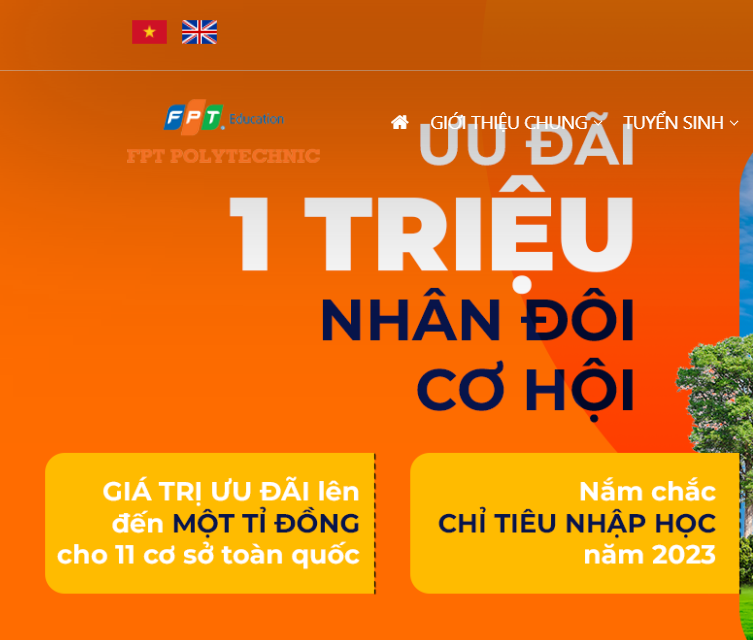 FPT Education
FPT POLYTECHNIC
GIỚI THIỆU CHUNG
TUYỂN SINH
ƯU ĐÃI
1 TRIỆU
NHÂN ĐÔI
CƠ HỘI
GIÁ TRỊ ƯU ĐÃI lên
đến MỘT TỈ ĐỒNG
cho 11 cơ sở toàn quốc
Nắm chắc
CHỈ TIÊU NHẬP HỌC
năm 2023